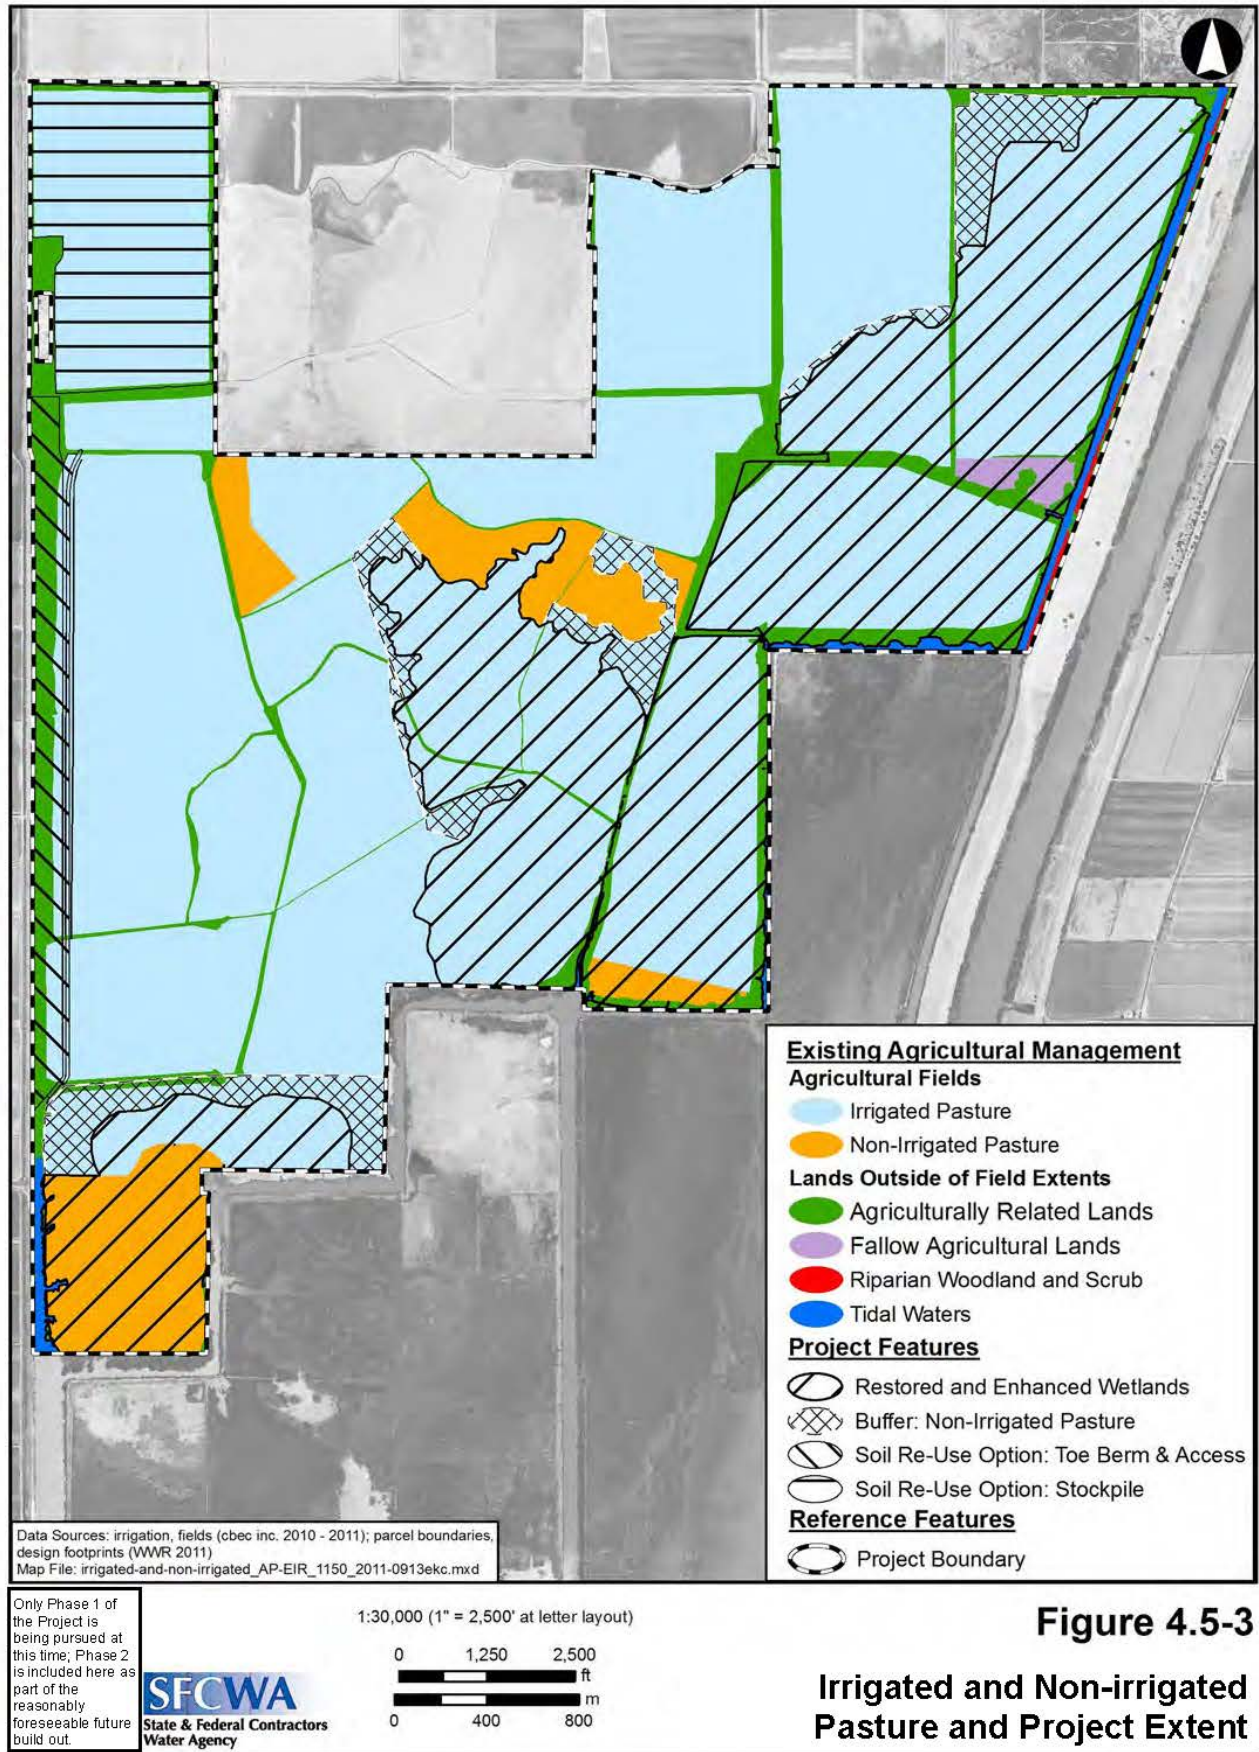 Existing Agricultural Management
Agricultural Fields
Irrigated Pasture
Non-Irrigated Pasture
Lands Outside of Field Extents
Agriculturally Related Lands
Fallow Agricultural Lands
Riparian Woodland and Scrub
Tidal Waters
Project Features
Restored and Enhanced Wetlands
Buffer: Non-Irrigated Pasture
Soil Re-Use Option: Toe Berm & Access
Soil Re-Use Option: Stockpile
Reference Features
Project Boundary
Data Sources: irrigation, fields (cbec inc. 2010 - 2011); parcel boundaries,
design footprints (WWR 2011)
Map File: irrigated-and-non-irrigated_AP-EIR_1150_2011-0913ekc.mxd
Only Phase 1 of
the Project is
being pursued at
this time; Phase 2
is included here as
part of the
reasonably
foreseeable future
build out.
SFCWA
State & Federal Contractors
Water Agency
1:30,000 (1" = 2,500' at letter layout)
0 1,250 2,500
ft
m
0 400 800
Figure 4.5-3
Irrigated and Non-irrigated
Pasture and Project Extent